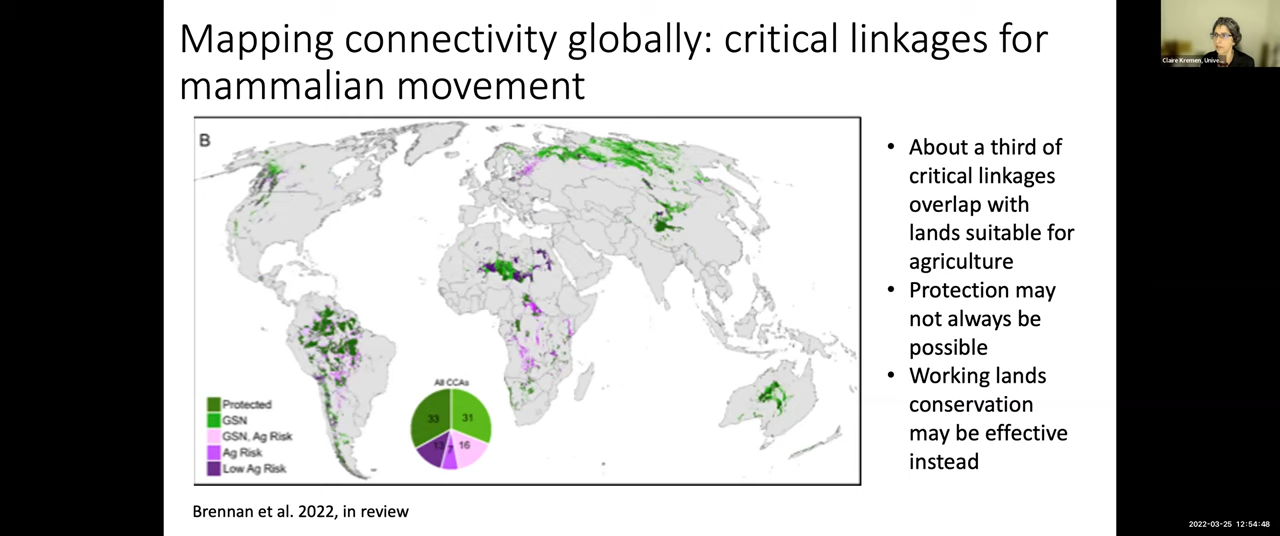 Mapping connectivity globally: critical linkages for
mammalian movement
Claire Kremen, Unive...
B
• About a third of
critical linkages
overlap with
lands suitable for
agriculture
• Protection may
not always be
possible
• Working lands
conservation
may be effective
instead
Protected
GSN
GSN, Ag Risk
Ag Risk
Low Ag Risk
All CCAs
33
31
13
7
16
Brennan et al. 2022, in review
2022-03-25 12:54:48